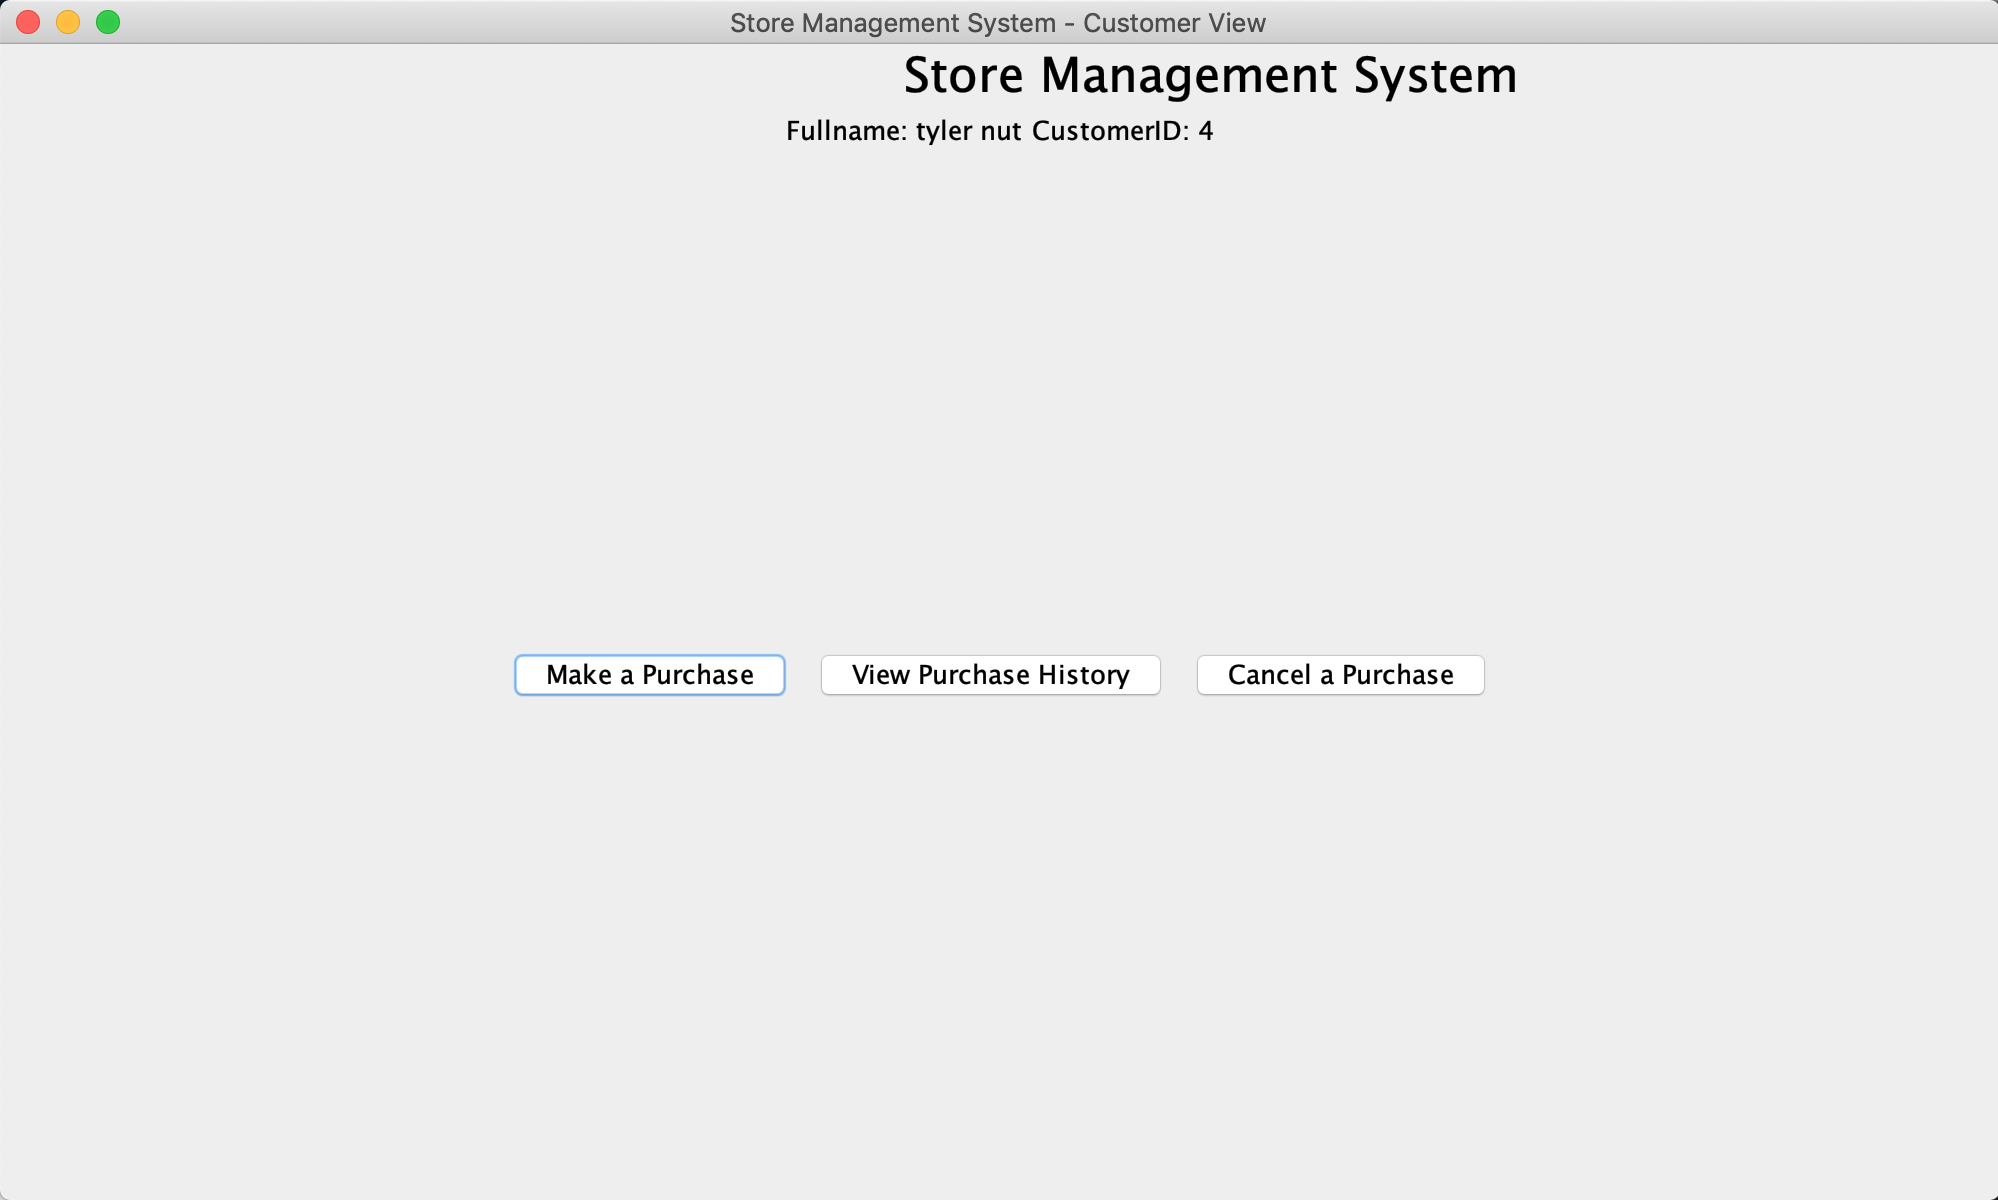 Store Management System - Customer View
Store Management System
Fullname: tyler nut CustomerID: 4
Make a Purchase
View Purchase History
Cancel a Purchase